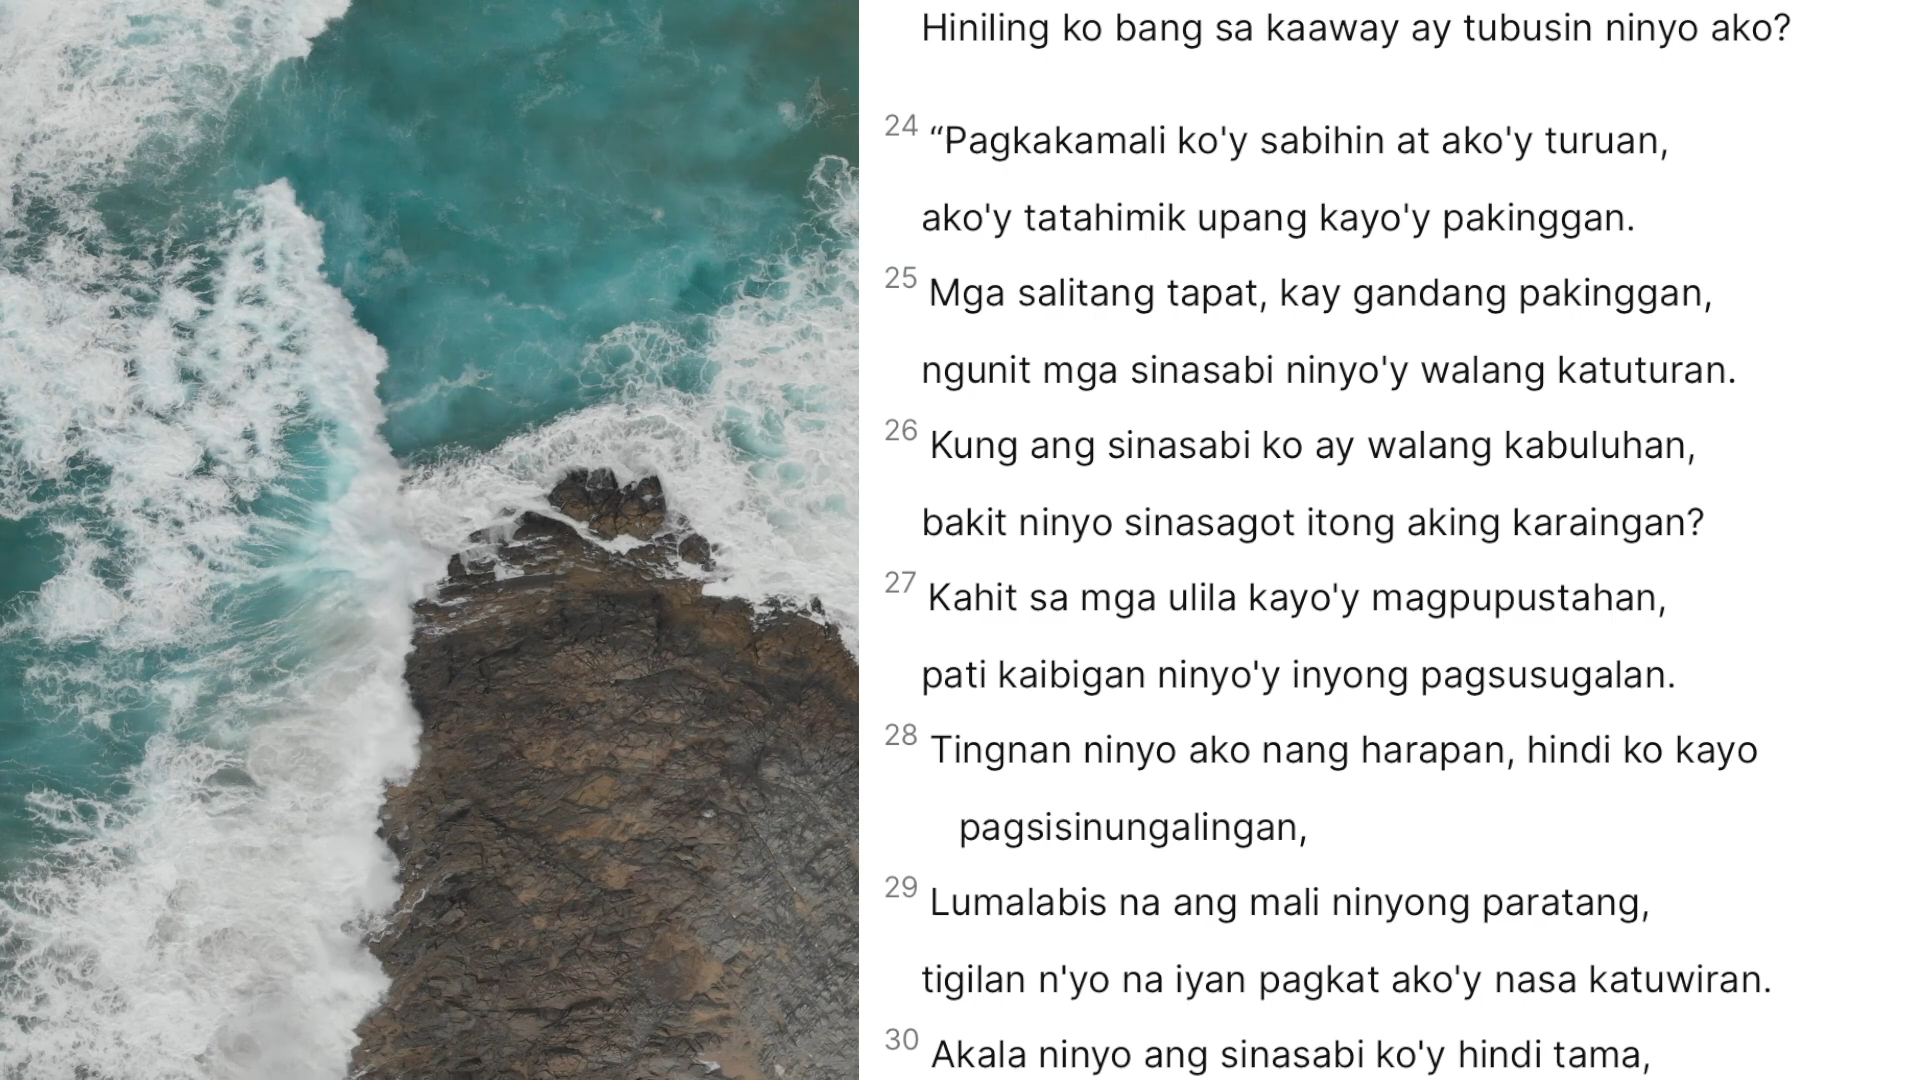 Hiniling ko bang sa kaaway ay tubusin ninyo ako?
24 “Pagkakamali ko'y sabihin at ako'y turuan,
ako'y tatahimik upang kayo'y pakinggan.
25 Mga salitang tapat, kay gandang pakinggan,
ngunit mga sinasabi ninyo'y walang katuturan.
26 Kung ang sinasabi ko ay walang kabuluhan,
bakit ninyo sinasagot itong aking karaingan?
27 Kahit sa mga ulila kayo'y magpupustahan,
pati kaibigan ninyo'y inyong pagsusugalan.
28 Tingnan ninyo ako nang harapan, hindi ko kayo
pagsisinungalingan,
29 Lumalabis na ang mali ninyong paratang,
tigilan n'yo na iyan pagkat ako'y nasa katuwiran.
30 Akala ninyo ang sinasabi ko'y hindi tama,